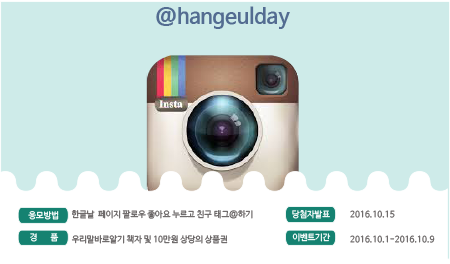 @hangeulday
Insta
응모방법 한글날 페이지 팔로우 좋아요 누르고 친구 태그@하기 당첨자발표 2016.10.15
경 품 우리말바로알기 책자 및 10만원 상당의 상품권 이벤트기간 2016.10.1~2016.10.9